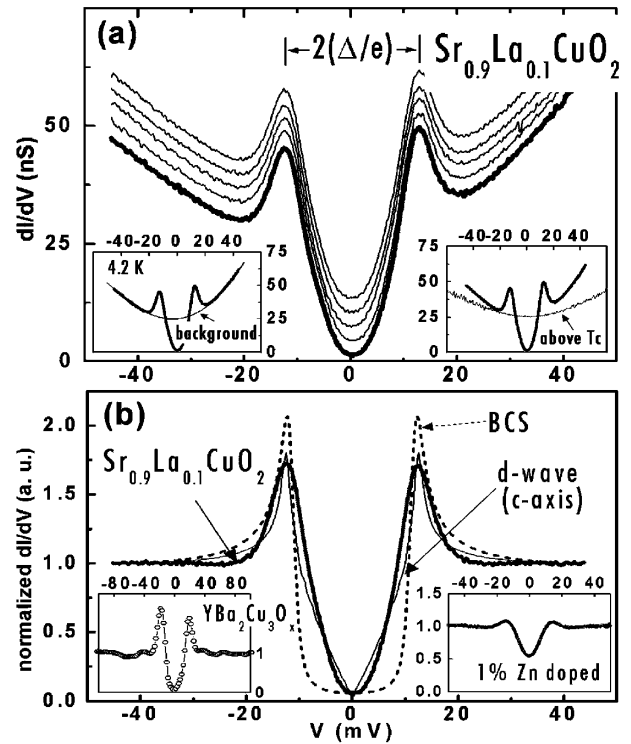 (a)
2(Δ/e)
Sr0.9La0.1CuO2
dI/dV (nS)
50
25
0
-40 -20 0 20 40
-40 -20 0 20 40
4.2 K
background
75
50
25
0
-40 -20 0 20 40
above Tc
75
50
25
0
(b)
BCS
Sr0.9La0.1CuO2
d-wave
(c-axis)
normalized dI/dV (a. u.)
2.0
1.5
1.0
0.5
0.0
-80 -40 0 40 80
YBa2Cu3Ox
1
0
-40 -20 0 20 50
1.5
1.0
0.5
0.0
1% Zn doped
-40 -20 0 20 40
V (mV)